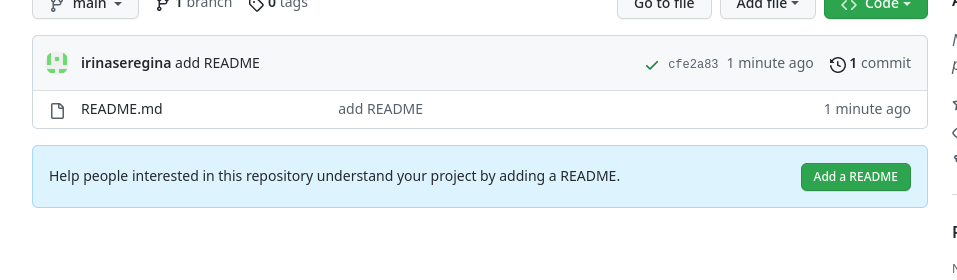 main 1 branch 0 tags Go to file Add file Code
irinaseregina add README cfe2a83 1 minute ago 1 commit
README.md add README 1 minute ago
Help people interested in this repository understand your project by adding a README. Add a README